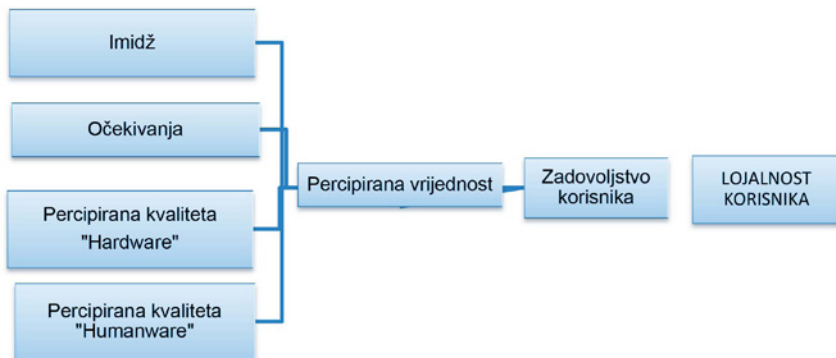 Imidž
Očekivanja
Percipirana kvaliteta
"Hardware"
Percipirana kvaliteta
"Humanware"
Percipirana vrijednost
Zadovoljstvo
korisnika
LOJALNOST
KORISNIKA